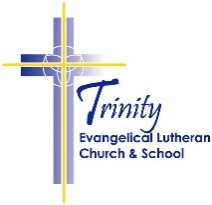 Trinity
Evangelical Lutheran
Church & School